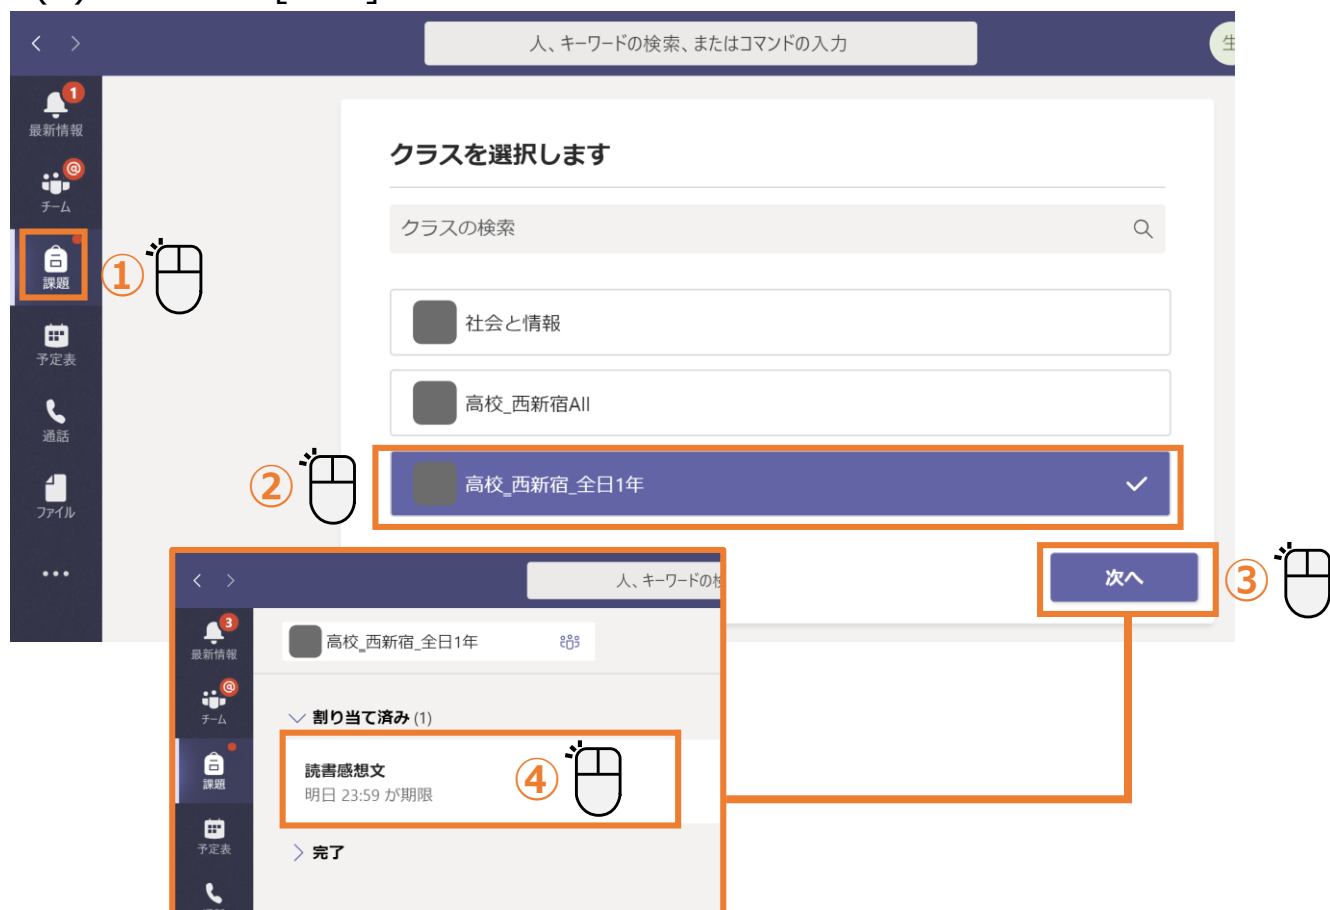 人、キーワードの検索、またはコマンドの入力
生
1
最新情報
@
チーム
課題
①
予定表
通話
ファイル
クラスを選択します
クラスの検索
社会と情報
高校_西新宿All
②
高校_西新宿_全日1年
次へ
③
人、キーワードの検
3
最新情報
@
チーム
課題
予定表
高校_西新宿_全日1年
割り当て済み (1)
読書感想文
明日 23:59 が期限
④
完了